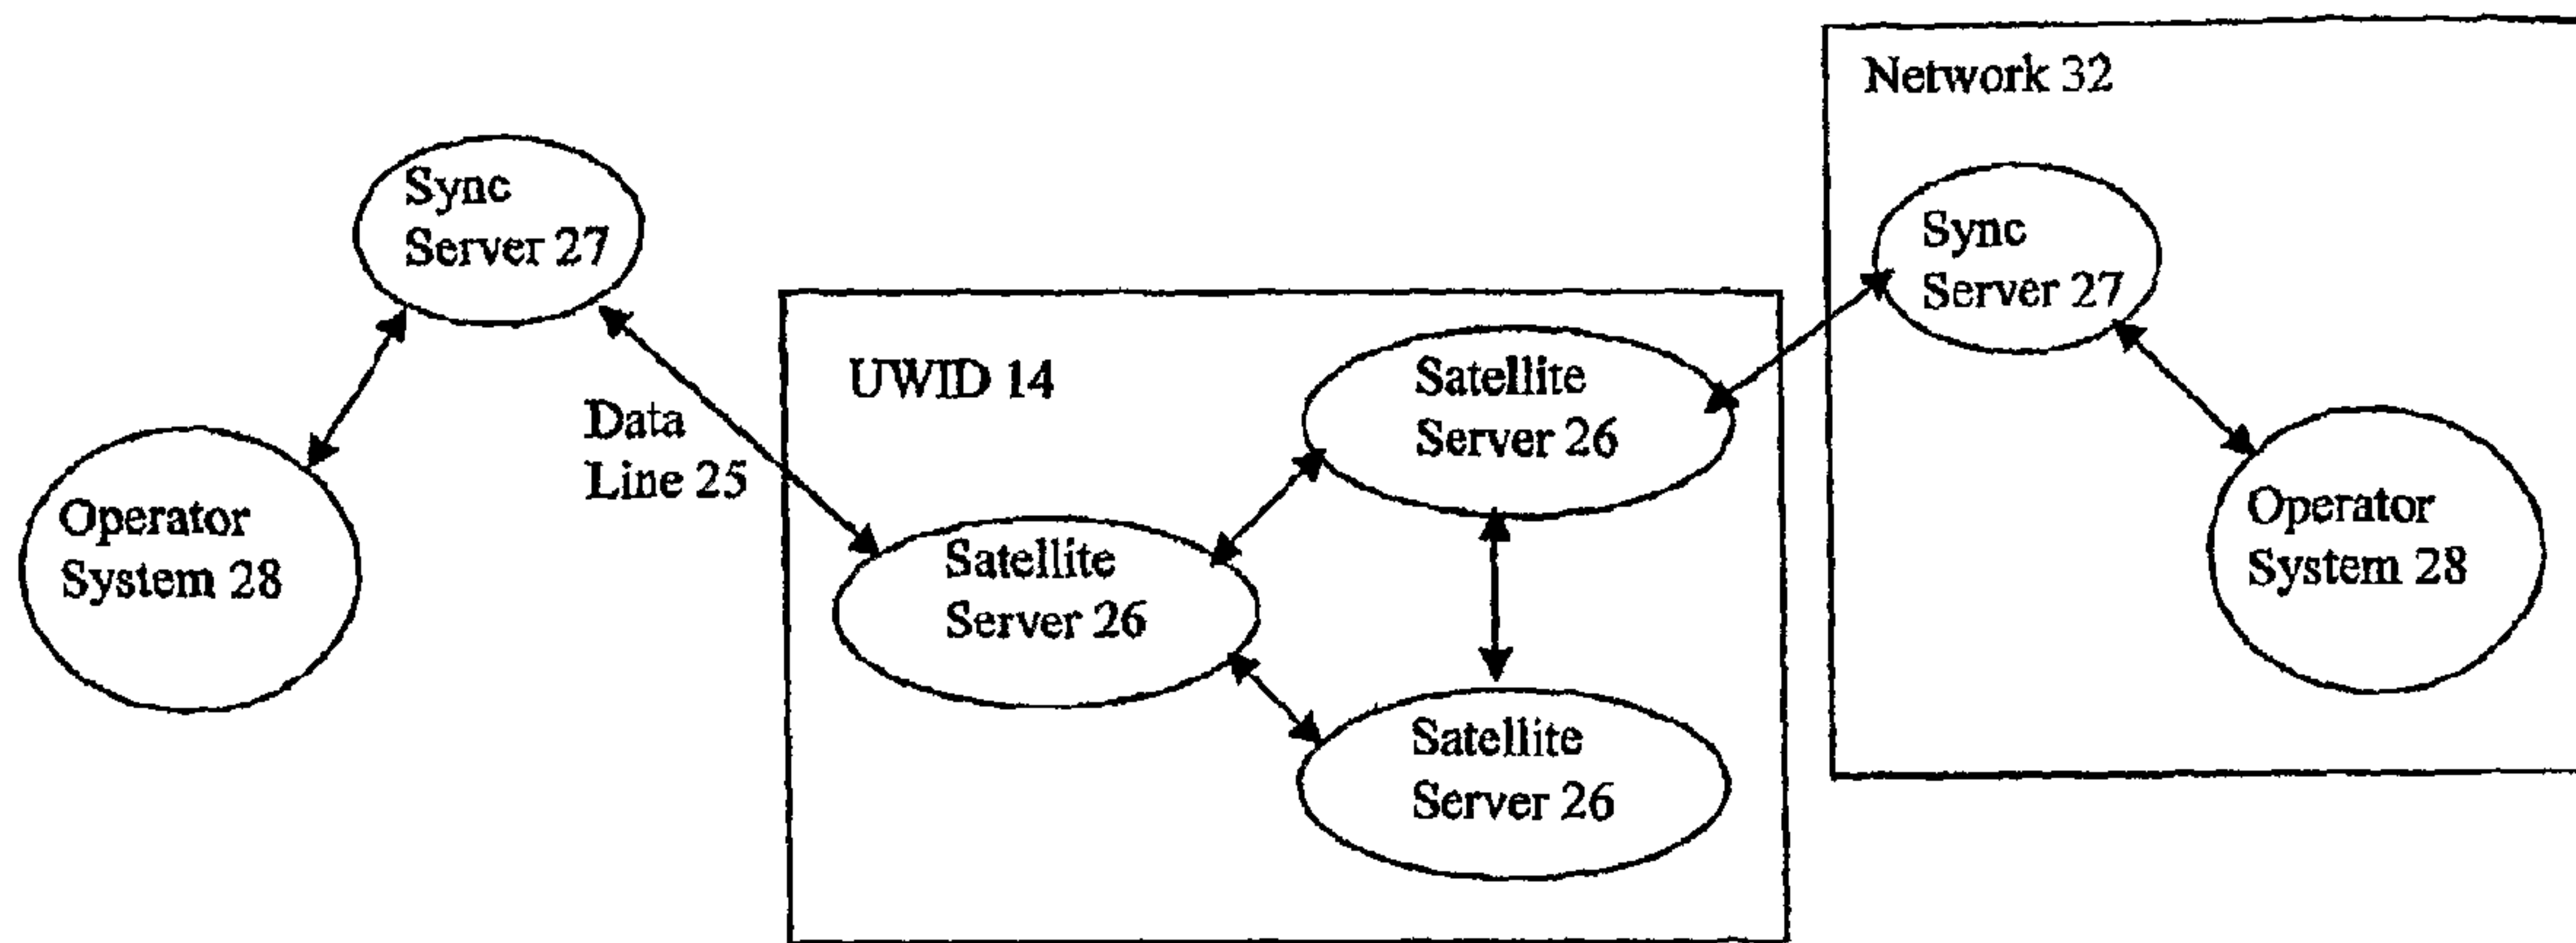 Network 32
Sync
Server 27
Sync
Server 27
UWID 14
Satellite
Server 26
Data
Line 25
Operator
System 28
Operator
System 28
Satellite
Server 26
Satellite
Server 26